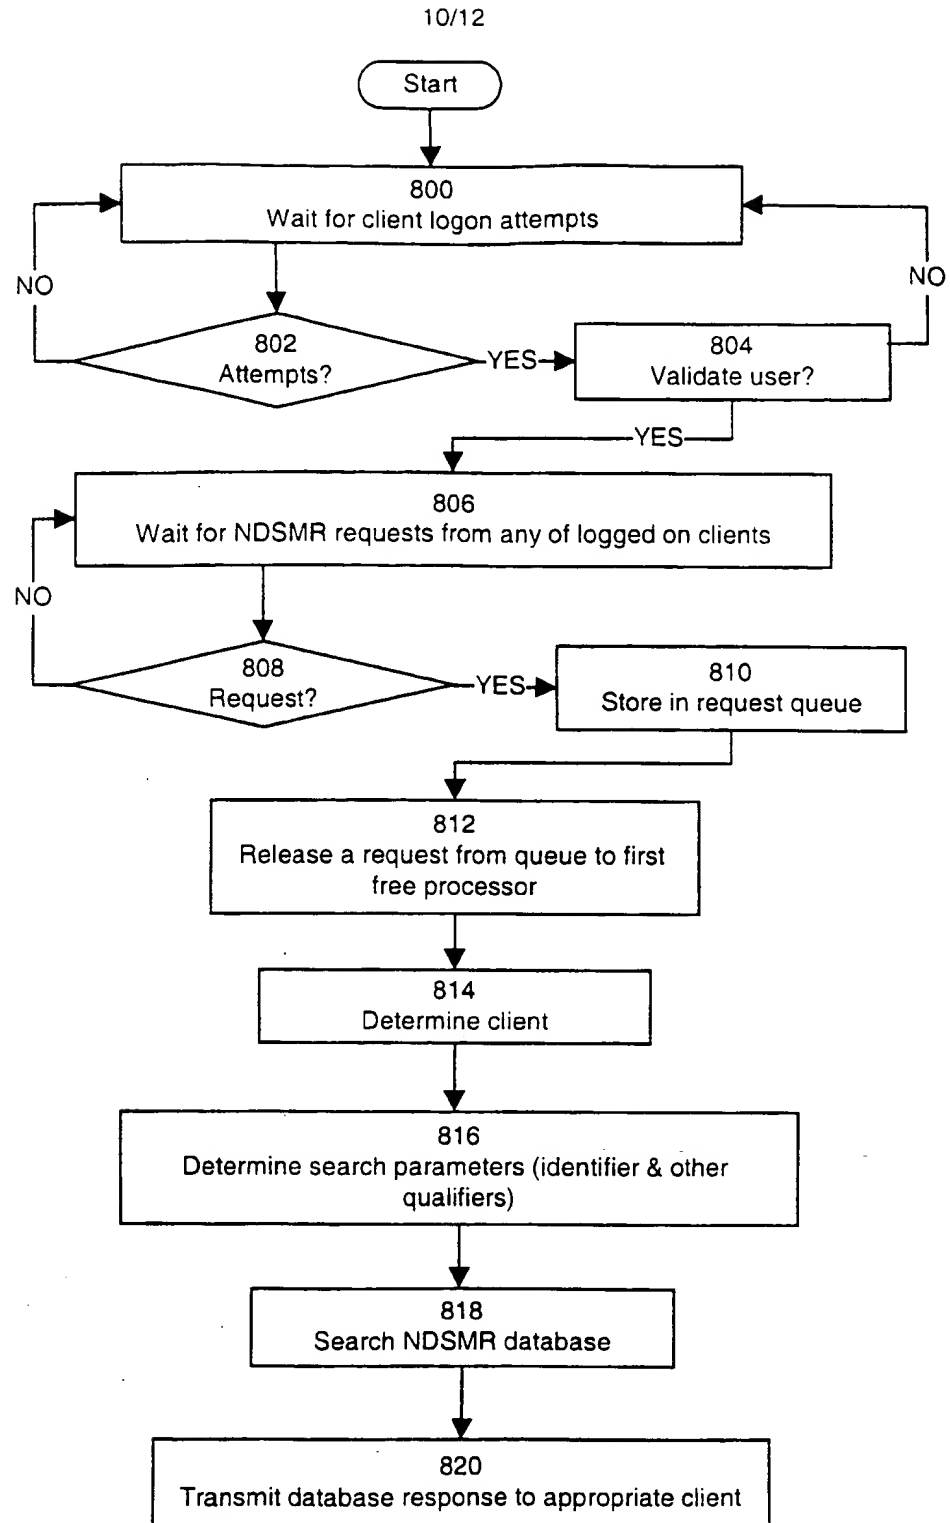 10/12
Start
800
Wait for client logon attempts
NO
NO
802
Attempts?
YES
804
Validate user?
YES
806
Wait for NDSMR requests from any of logged on clients
NO
808
Request?
YES
810
Store in request queue
812
Release a request from queue to first
free processor
814
Determine client
816
Determine search parameters (identifier & other
qualifiers)
818
Search NDSMR database
820
Transmit database response to appropriate client